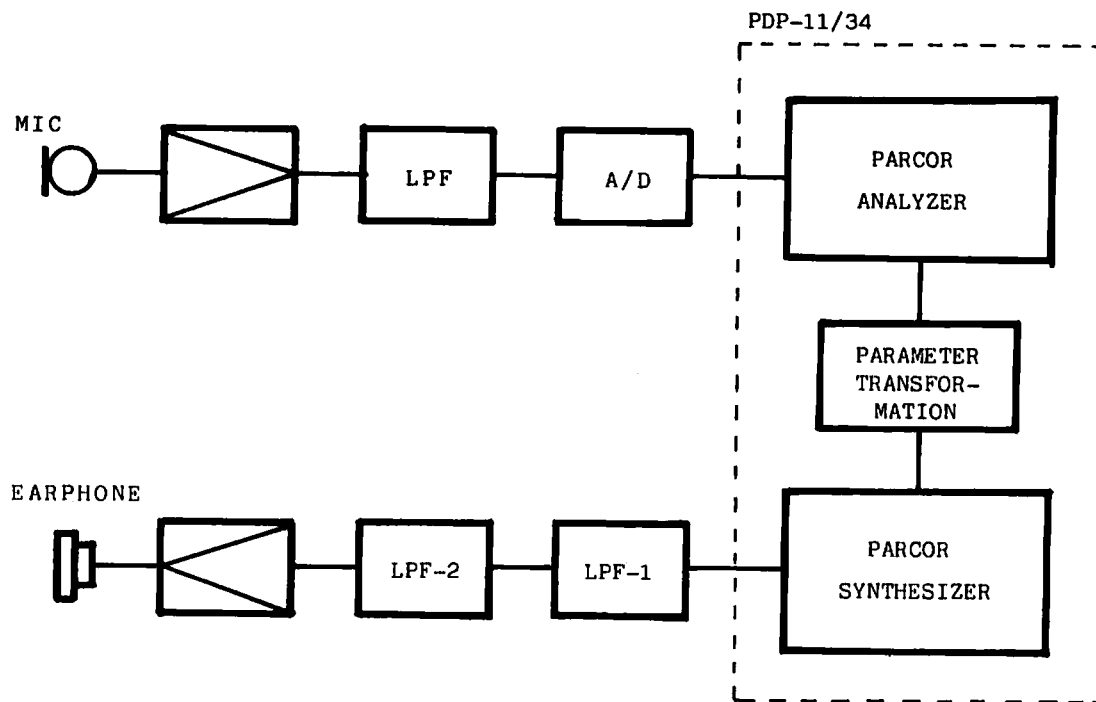 PDP-11/34
MIC
LPF
A/D
PARCOR
ANALYZER
PARAMETER
TRANSFOR-
MATION
EARPHONE
LPF-2
LPF-1
PARCOR
SYNTHESIZER